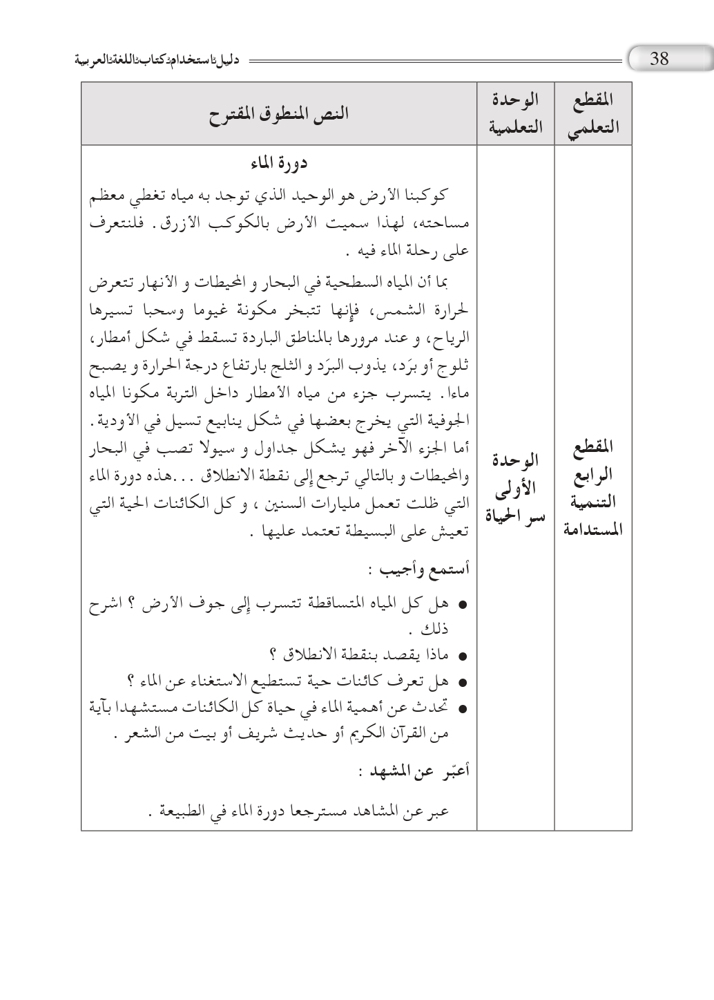 38
دليل استخدام كتاب اللغة العربية
المقطع التعلمي
الوحدة التعلمية
النص المنطوق المقترح
المقطع
الرابع
التنمية
المستدامة
الوحدة
الأولى
سر الحياة
دورة الماء
كوكبنا الأرض هو الوحيد الذي توجد به مياه تغطي معظم
مساحته، لهذا سميت الأرض بالكوكب الأزرق. فلنتعرف
على رحلة الماء فيه .
بما أن المياه السطحية في البحار و المحيطات و الأنهار تتعرض
لحرارة الشمس، فإنها تتبخر مكونة غيوما وسحبا تسيرها
الرياح، و عند مرورها بالمناطق الباردة تسقط في شكل أمطار،
ثلوج أو برَد، يذوب البرَد و الثلج بارتفاع درجة الحرارة و يصبح
ماءا. يتسرب جزء من مياه الأمطار داخل التربة مكونا المياه
الجوفية التي يخرج بعضها في شكل ينابيع تسيل في الأودية.
أما الجزء الآخر فهو يشكل جداول و سيولا تصب في البحار
والمحيطات و بالتالي ترجع إلى نقطة الانطلاق ...هذه دورة الماء
التي ظلت تعمل مليارات السنين ، و كل الكائنات الحية التي
تعيش على البسيطة تعتمد عليها .
أستمع وأجيب :
● هل كل المياه المتساقطة تتسرب إلى جوف الأرض ؟ اشرح
ذلك .
● ماذا يقصد بنقطة الانطلاق ؟
● هل تعرف كائنات حية تستطيع الاستغناء عن الماء ؟
● تحدث عن أهمية الماء في حياة كل الكائنات مستشهدا بآية
من القرآن الكريم أو حديث شريف أو بيت من الشعر .
أعبّر عن المشهد :
عبر عن المشاهد مسترجعا دورة الماء في الطبيعة .